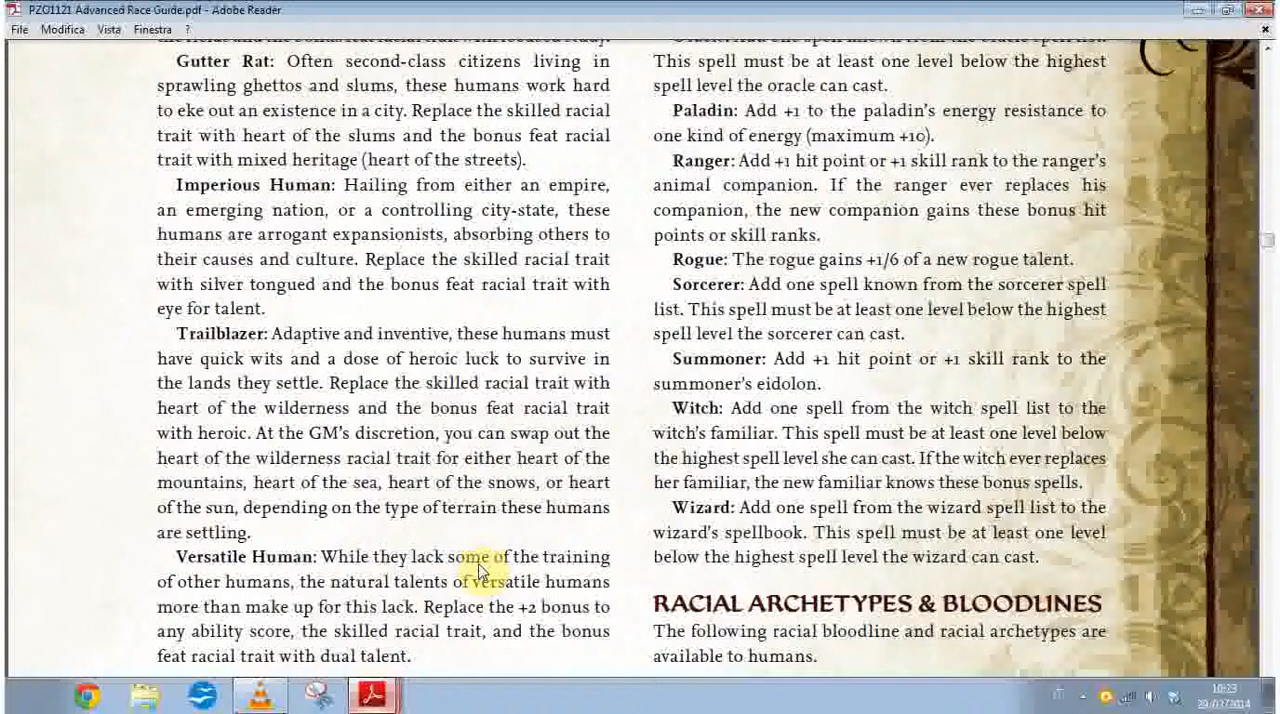 PZO1121 Advanced Race Guide.pdf - Adobe Reader
File Modifica Vista Finestra ?
Gutter Rat: Often second-class citizens living in
sprawling ghettos and slums, these humans work hard
to eke out an existence in a city. Replace the skilled racial
trait with heart of the slums and the bonus feat racial
trait with mixed heritage (heart of the streets).
Imperious Human: Hailing from either an empire,
an emerging nation, or a controlling city-state, these
humans are arrogant expansionists, absorbing others to
their causes and culture. Replace the skilled racial trait
with silver tongued and the bonus feat racial trait with
eye for talent.
Trailblazer: Adaptive and inventive, these humans must
have quick wits and a dose of heroic luck to survive in
the lands they settle. Replace the skilled racial trait with
heart of the wilderness and the bonus feat racial trait
with heroic. At the GM's discretion, you can swap out the
heart of the wilderness racial trait for either heart of the
mountains, heart of the sea, heart of the snows, or heart
of the sun, depending on the type of terrain these humans
are settling.
Versatile Human: While they lack some of the training
of other humans, the natural talents of versatile humans
more than make up for this lack. Replace the +2 bonus to
any ability score, the skilled racial trait, and the bonus
feat racial trait with dual talent.
This spell must be at least one level below the highest
spell level the oracle can cast.
Paladin: Add +1 to the paladin's energy resistance to
one kind of energy (maximum +10).
Ranger: Add +1 hit point or +1 skill rank to the ranger's
animal companion. If the ranger ever replaces his
companion, the new companion gains these bonus hit
points or skill ranks.
Rogue: The rogue gains +1/6 of a new rogue talent.
Sorcerer: Add one spell known from the sorcerer spell
list. This spell must be at least one level below the highest
spell level the sorcerer can cast.
Summoner: Add +1 hit point or +1 skill rank to the
summoner's eidolon.
Witch: Add one spell from the witch spell list to the
witch's familiar. This spell must be at least one level below
the highest spell level she can cast. If the witch ever replaces
her familiar, the new familiar knows these bonus spells.
Wizard: Add one spell from the wizard spell list to the
wizard's spellbook. This spell must be at least one level
below the highest spell level the wizard can cast.
RACIAL ARCHETYPES & BLOODLINES
The following racial bloodline and racial archetypes are
available to humans.
10:23